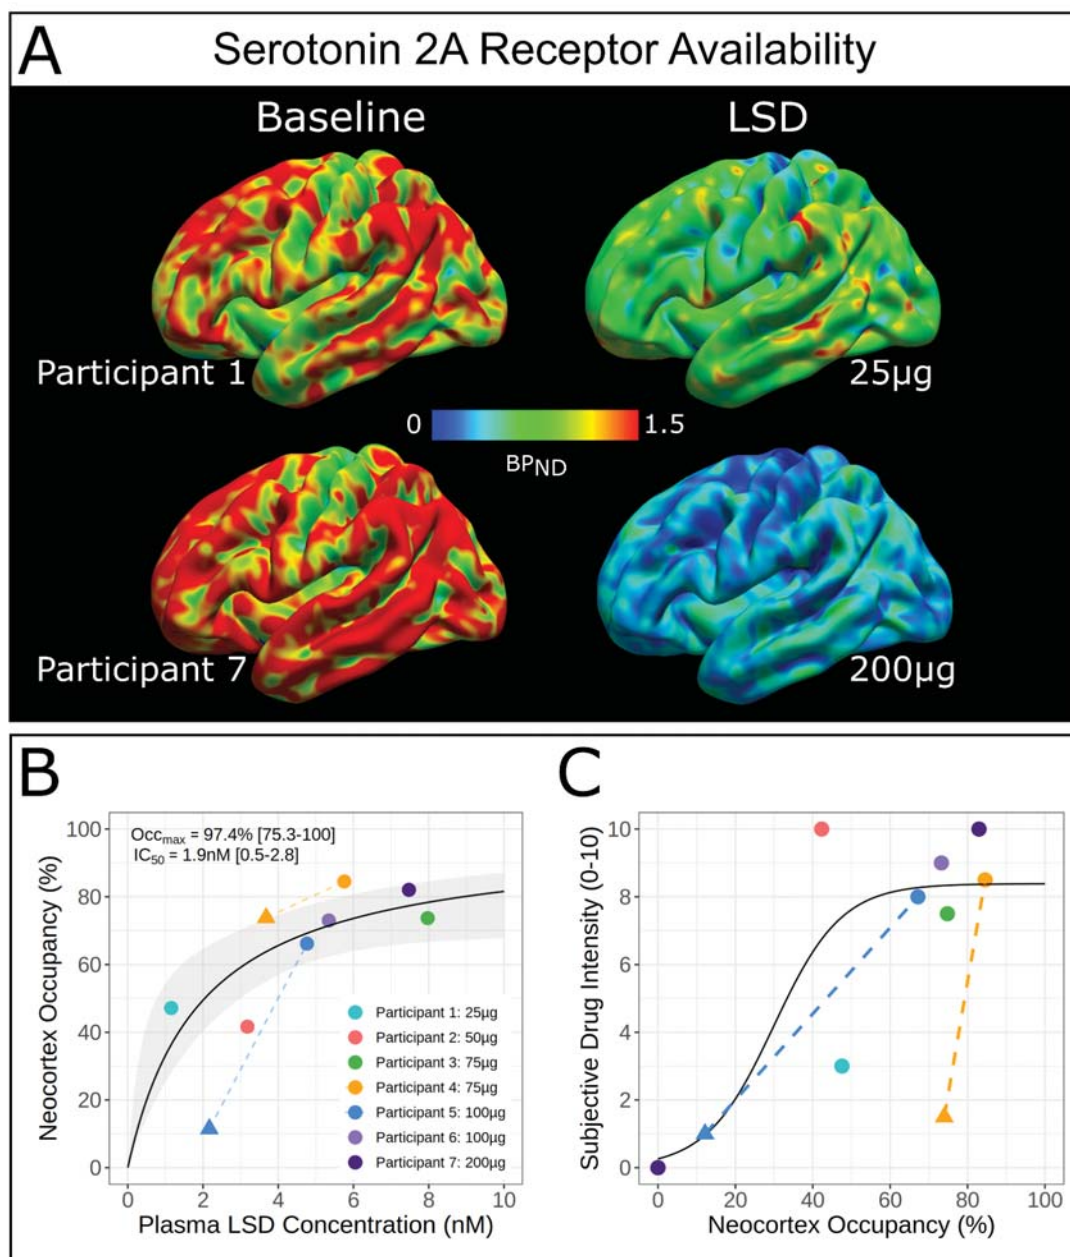 A
Serotonin 2A Receptor Availability
Baseline
LSD
Participant 1
25µg
0
1.5
BPND
Participant 7
200µg
B
Occmax = 97.4% [75.3-100]
IC50 = 1.9nM [0.5-2.8]
Neocortex Occupancy (%)
100
80
60
40
20
0
Participant 1: 25µg
Participant 2: 50µg
Participant 3: 75µg
Participant 4: 75µg
Participant 5: 100µg
Participant 6: 100µg
Participant 7: 200µg
0 2 4 6 8 10
Plasma LSD Concentration (nM)
C
Subjective Drug Intensity (0-10)
10
8
6
4
2
0
0 20 40 60 80 100
Neocortex Occupancy (%)